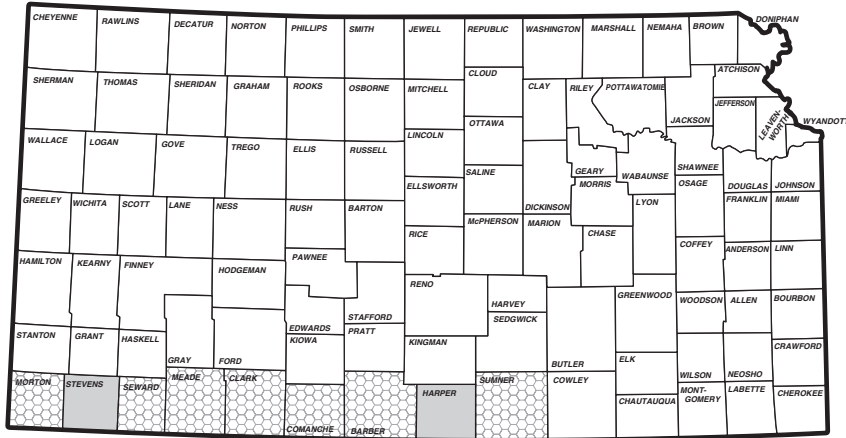 CHEYENNE
RAWLINS
DECATUR
NORTON
PHILLIPS
SMITH
JEWELL
REPUBLIC
WASHINGTON
MARSHALL
NEMAHA
BROWN
DONIPHAN
SHERMAN
THOMAS
SHERIDAN
GRAHAM
ROOKS
OSBORNE
MITCHELL
CLOUD
CLAY
RILEY
POTTAWATOMIE
JACKSON
ATCHISON
JEFFERSON
LEAVEN-
WORTH
WYANDOTT
WALLACE
LOGAN
GOVE
TREGO
ELLIS
RUSSELL
LINCOLN
OTTAWA
SALINE
DICKINSON
GEARY
MORRIS
WABAUNSE
SHAWNEE
OSAGE
DOUGLAS
JOHNSON
GREELEY
WICHITA
SCOTT
LANE
NESS
RUSH
BARTON
ELLSWORTH
RICE
McPHERSON
MARION
CHASE
LYON
COFFEY
FRANKLIN
MIAMI
ANDERSON
LINN
HAMILTON
KEARNY
FINNEY
HODGEMAN
PAWNEE
STAFFORD
RENO
HARVEY
SEDGWICK
BUTLER
GREENWOOD
WOODSON
ALLEN
BOURBON
STANTON
GRANT
HASKELL
GRAY
FORD
EDWARDS
KIOWA
PRATT
KINGMAN
ELK
WILSON
NEOSHO
CRAWFORD
MORTON
STEVENS
SEWARD
MEADE
CLARK
COMANCHE
BARBER
HARPER
SUMNER
COWLEY
CHAUTAUQUA
MONT-
GOMERY
LABETTE
CHEROKEE